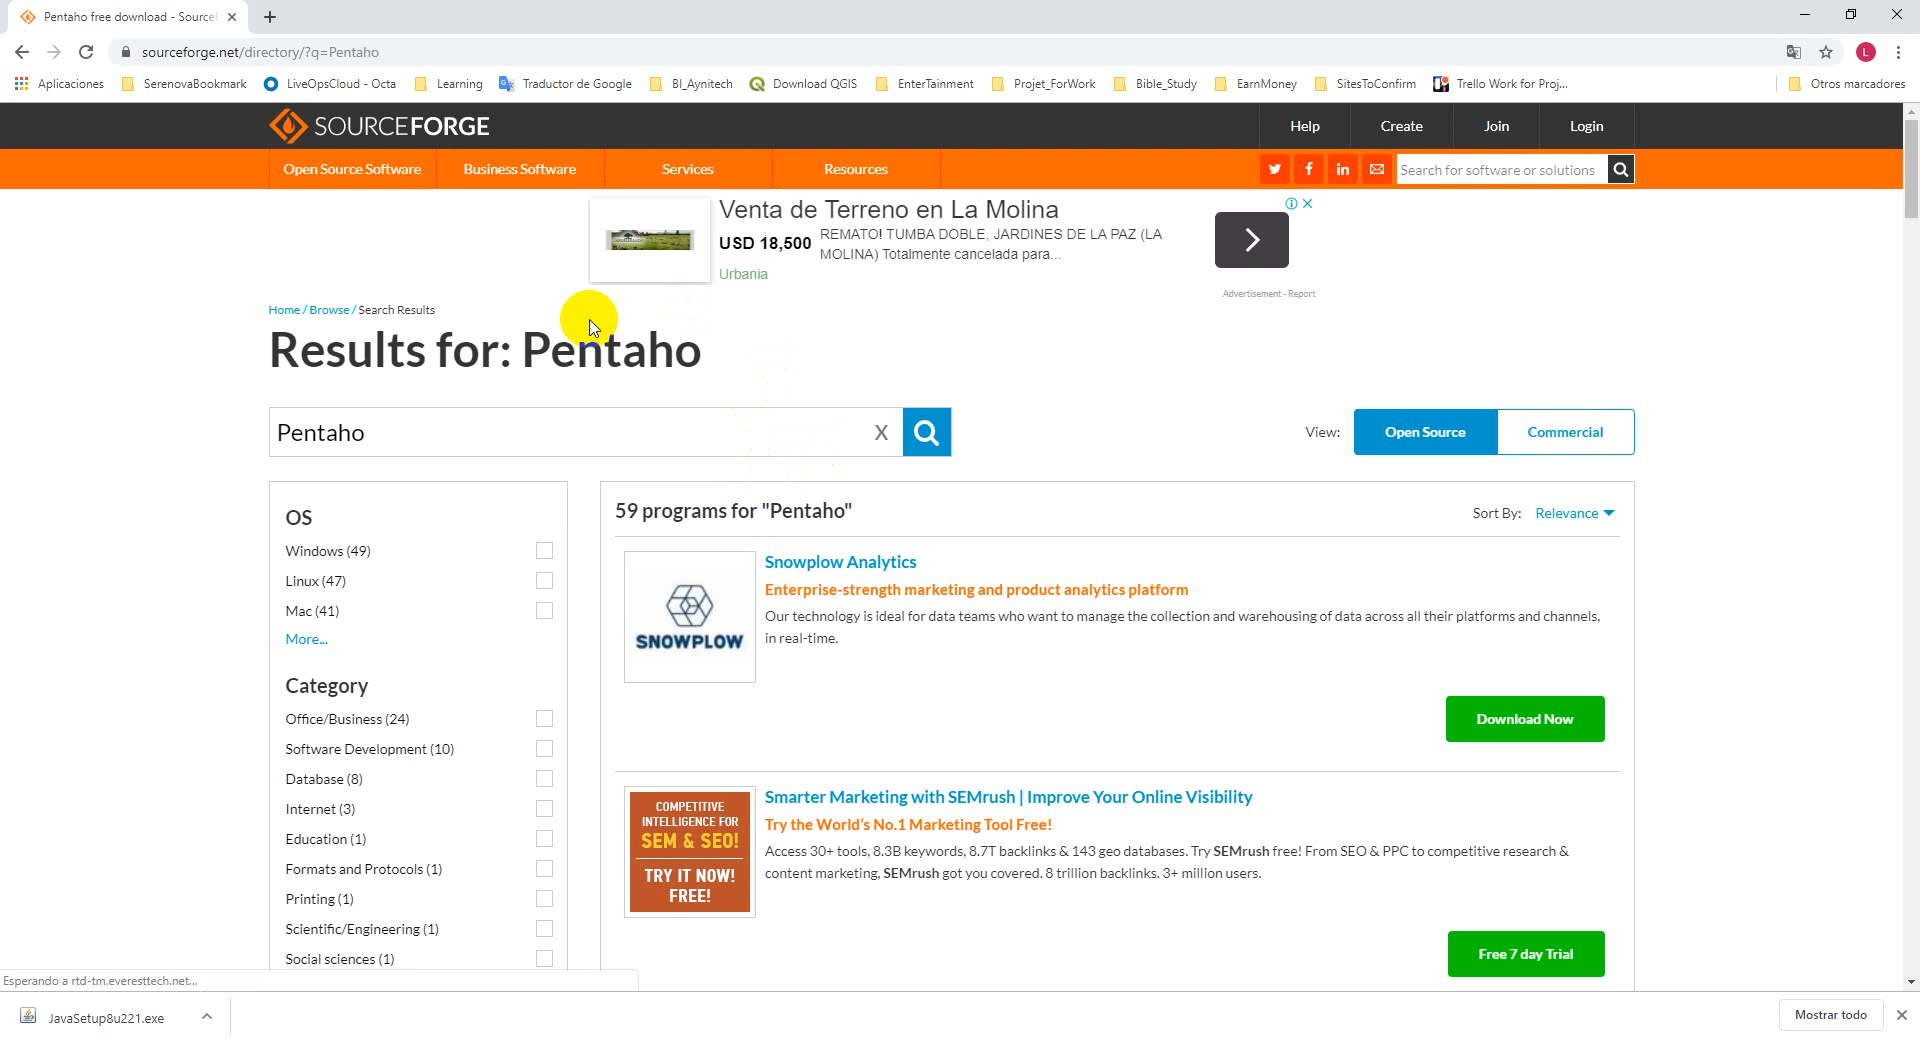 Pentaho free download - SourceF
sourceforge.net/directory/?q=Pentaho
L
Aplicaciones
SerenovaBookmark
LiveOpsCloud - Octa
Learning
Traductor de Google
BI_Aynitech
Download QGIS
EnterTainment
Projet_ForWork
Bible_Study
EarnMoney
SitesToConfirm
Trello Work for Proj...
Otros marcadores
SOURCEFORGE
Help
Create
Join
Login
Open Source Software
Business Software
Services
Resources
Search for software or solutions
Venta de Terreno en La Molina
USD 18,500
REMATO! TUMBA DOBLE, JARDINES DE LA PAZ (LA
MOLINA) Totalmente cancelada para...
Urbania
Advertisement - Report
Home / Browse / Search Results
Results for: Pentaho
Pentaho
X
View:
Open Source
Commercial
OS
Windows (49)
Linux (47)
Mac (41)
More...
Category
Office/Business (24)
Software Development (10)
Database (8)
Internet (3)
Education (1)
Formats and Protocols (1)
Printing (1)
Scientific/Engineering (1)
Social sciences (1)
59 programs for "Pentaho"
Sort By: Relevance
SNOWPLOW
Snowplow Analytics
Enterprise-strength marketing and product analytics platform
Our technology is ideal for data teams who want to manage the collection and warehousing of data across all their platforms and channels,
in real-time.
Download Now
COMPETITIVE
INTELLIGENCE FOR
SEM & SEO!
TRY IT NOW!
FREE!
Smarter Marketing with SEMrush | Improve Your Online Visibility
Try the World's No.1 Marketing Tool Free!
Access 30+ tools, 8.3B keywords, 8.7T backlinks & 143 geo databases. Try SEMrush free! From SEO & PPC to competitive research &
content marketing, SEMrush got you covered. 8 trillion backlinks. 3+ million users.
Free 7 day Trial
Esperando a rtd-tm.everesttech.net...
JavaSetup8u221.exe
Mostrar todo